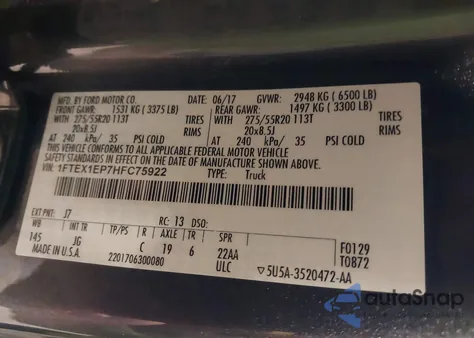 MFD. BY FORD MOTOR CO. DATE: 06/17 GVWR: 2948 KG ( 6500 LB)
FRONT GAWR: 1531 KG ( 3375 LB) REAR GAWR: 1497 KG ( 3300 LB)
WITH 275/55R20 113T TIRES WITH 275/55R20 113T TIRES
20x8.5J RIMS 20x8.5J RIMS
AT 240 kPa/ 35 PSI COLD AT 240 kPa/ 35 PSI COLD
THIS VEHICLE CONFORMS TO ALL APPLICABLE FEDERAL MOTOR VEHICLE
SAFETY STANDARDS IN EFFECT ON THE DATE OF MANUFACTURE SHOWN ABOVE.
VIN: 1FTEX1EP7HFC75922 TYPE: Truck
EXT PNT: J7 RC: 13 DSO:
WB INT TR TP/PS R AXLE TR SPR F0129
145 JG C 19 6 22AA T0872
MADE IN U.S.A. 2201706300080 ULC 5U5A-3520472-AA
autoSnap